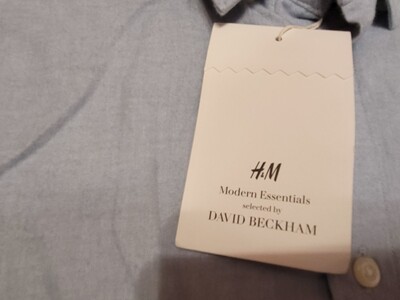 H&M
Modern Essentials
selected by
DAVID BECKHAM